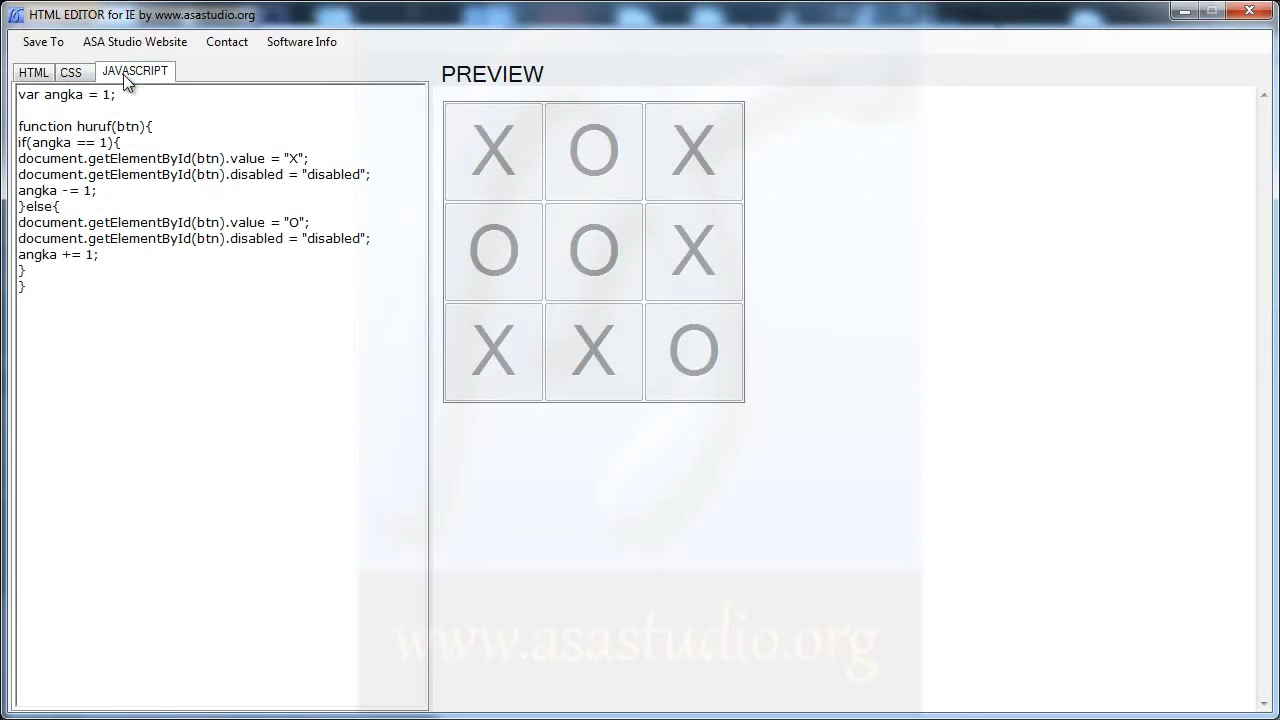 HTML EDITOR for IE by www.asastudio.org
Save To ASA Studio Website Contact Software Info
HTML CSS JAVASCRIPT
PREVIEW
var angka = 1;
function huruf(btn){
if(angka == 1){
document.getElementById(btn).value = "X";
document.getElementById(btn).disabled = "disabled";
angka -= 1;
}else{
document.getElementById(btn).value = "O";
document.getElementById(btn).disabled = "disabled";
angka += 1;
}
}
X O X
O O X
X X O
www.asastudio.org